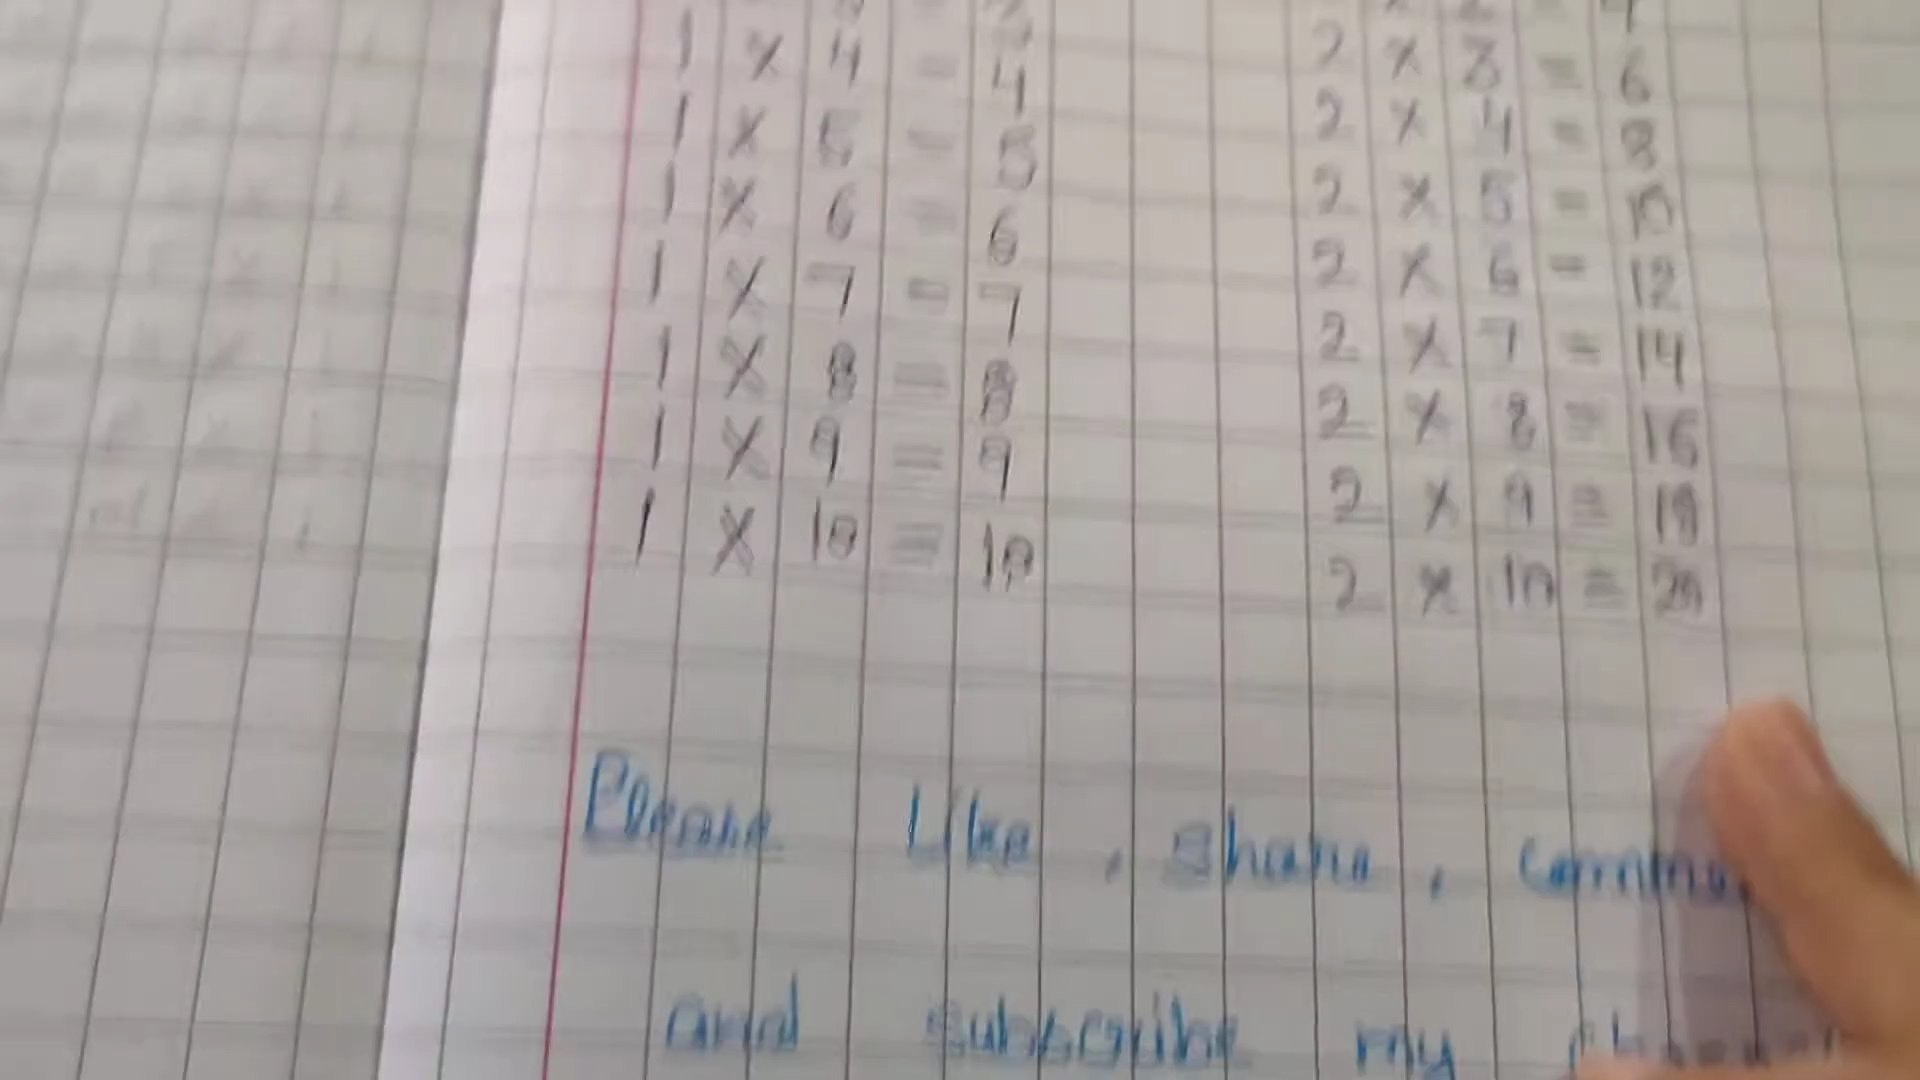 1 × 4 = 4
1 × 5 = 5
1 × 6 = 6
1 × 7 = 7
1 × 8 = 8
1 × 9 = 9
1 × 10 = 10
2 × 3 = 6
2 × 4 = 8
2 × 5 = 10
2 × 6 = 12
2 × 7 = 14
2 × 8 = 16
2 × 9 = 18
2 × 10 = 20
Please Like, Share,
and subscribe my